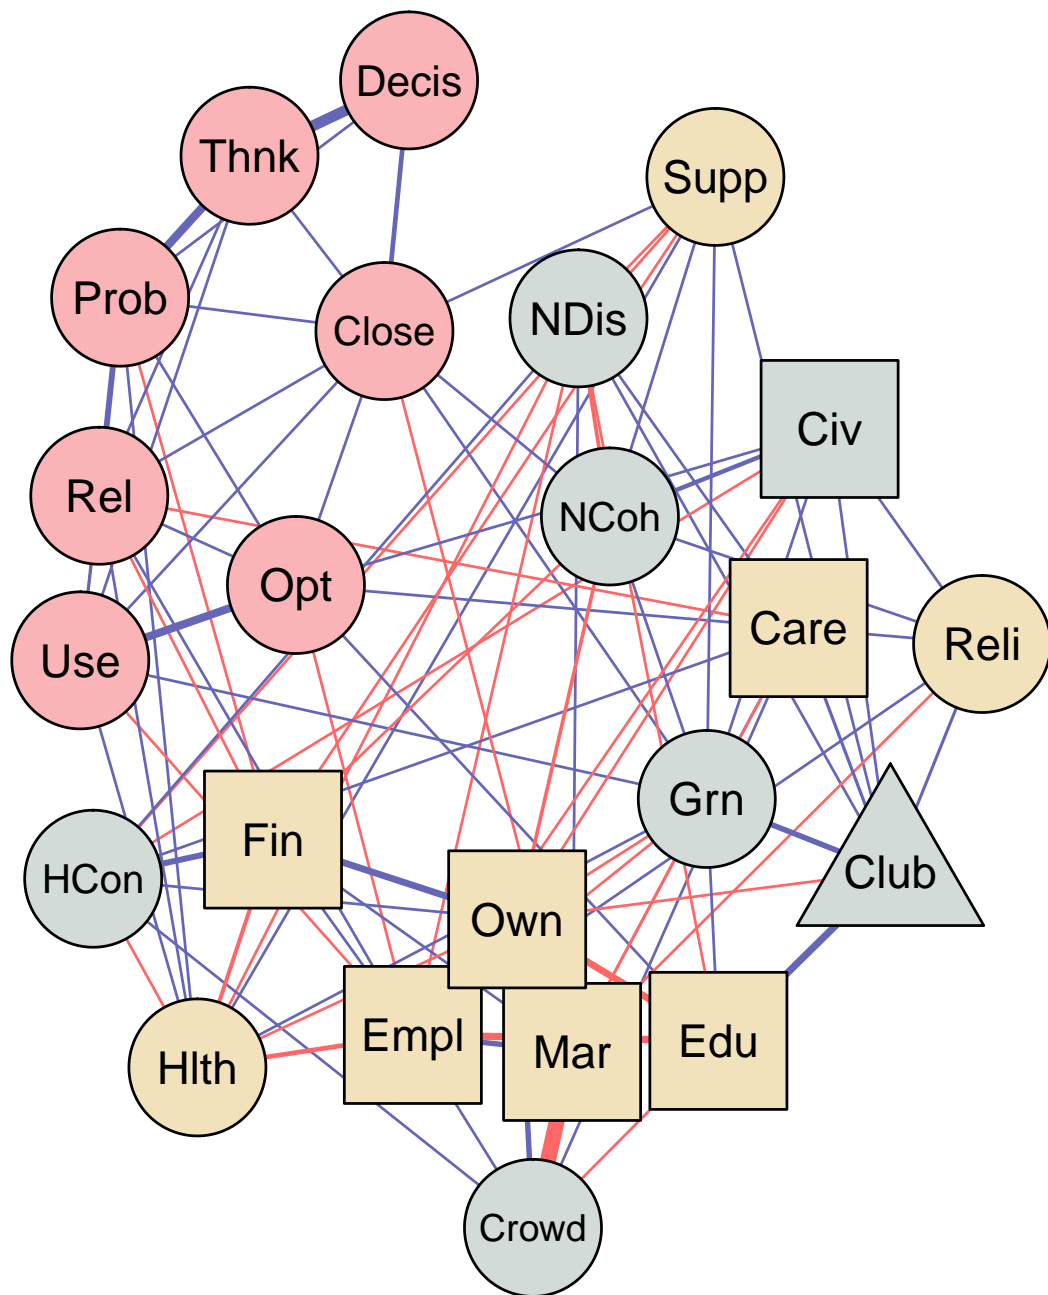 Decis
Thnk
Supp
Prob
NDis
Close
Civ
Rel
NCoh
Opt
Care
Use
Reli
Grn
Fin
HCon
Club
Own
Empl
Edu
Mar
Hlth
Crowd